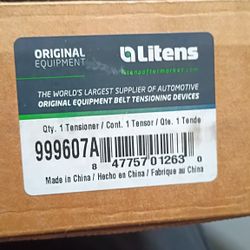 ORIGINAL
EQUIPMENT
Litens
litensaftermarket.com
THE WORLD'S LARGEST SUPPLIER OF AUTOMOTIVE
ORIGINAL EQUIPMENT BELT TENSIONING DEVICES
Qty. 1 Tensioner / Cont. 1 Tensor / Qte. 1 Tende
999607A
8 47757 01263 0
Made in China / Hecho en China / Fabriqué au China